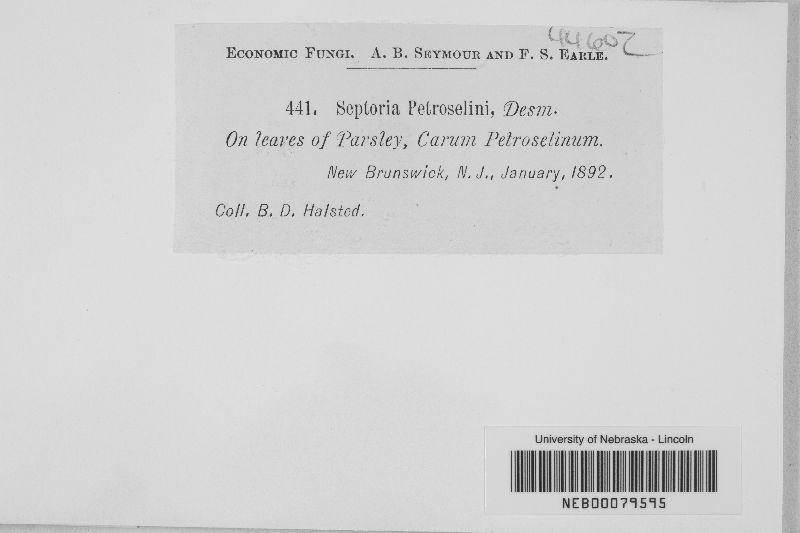 44607
ECONOMIC FUNGI. A. B. SEYMOUR AND F. S. EARLE.
441. Septoria Petroselini, Desm.
On leaves of Parsley, Carum Petroselinum.
New Brunswick, N. J., January, 1892.
Coll. B. D. Halsted.
University of Nebraska - Lincoln
NEB00079595